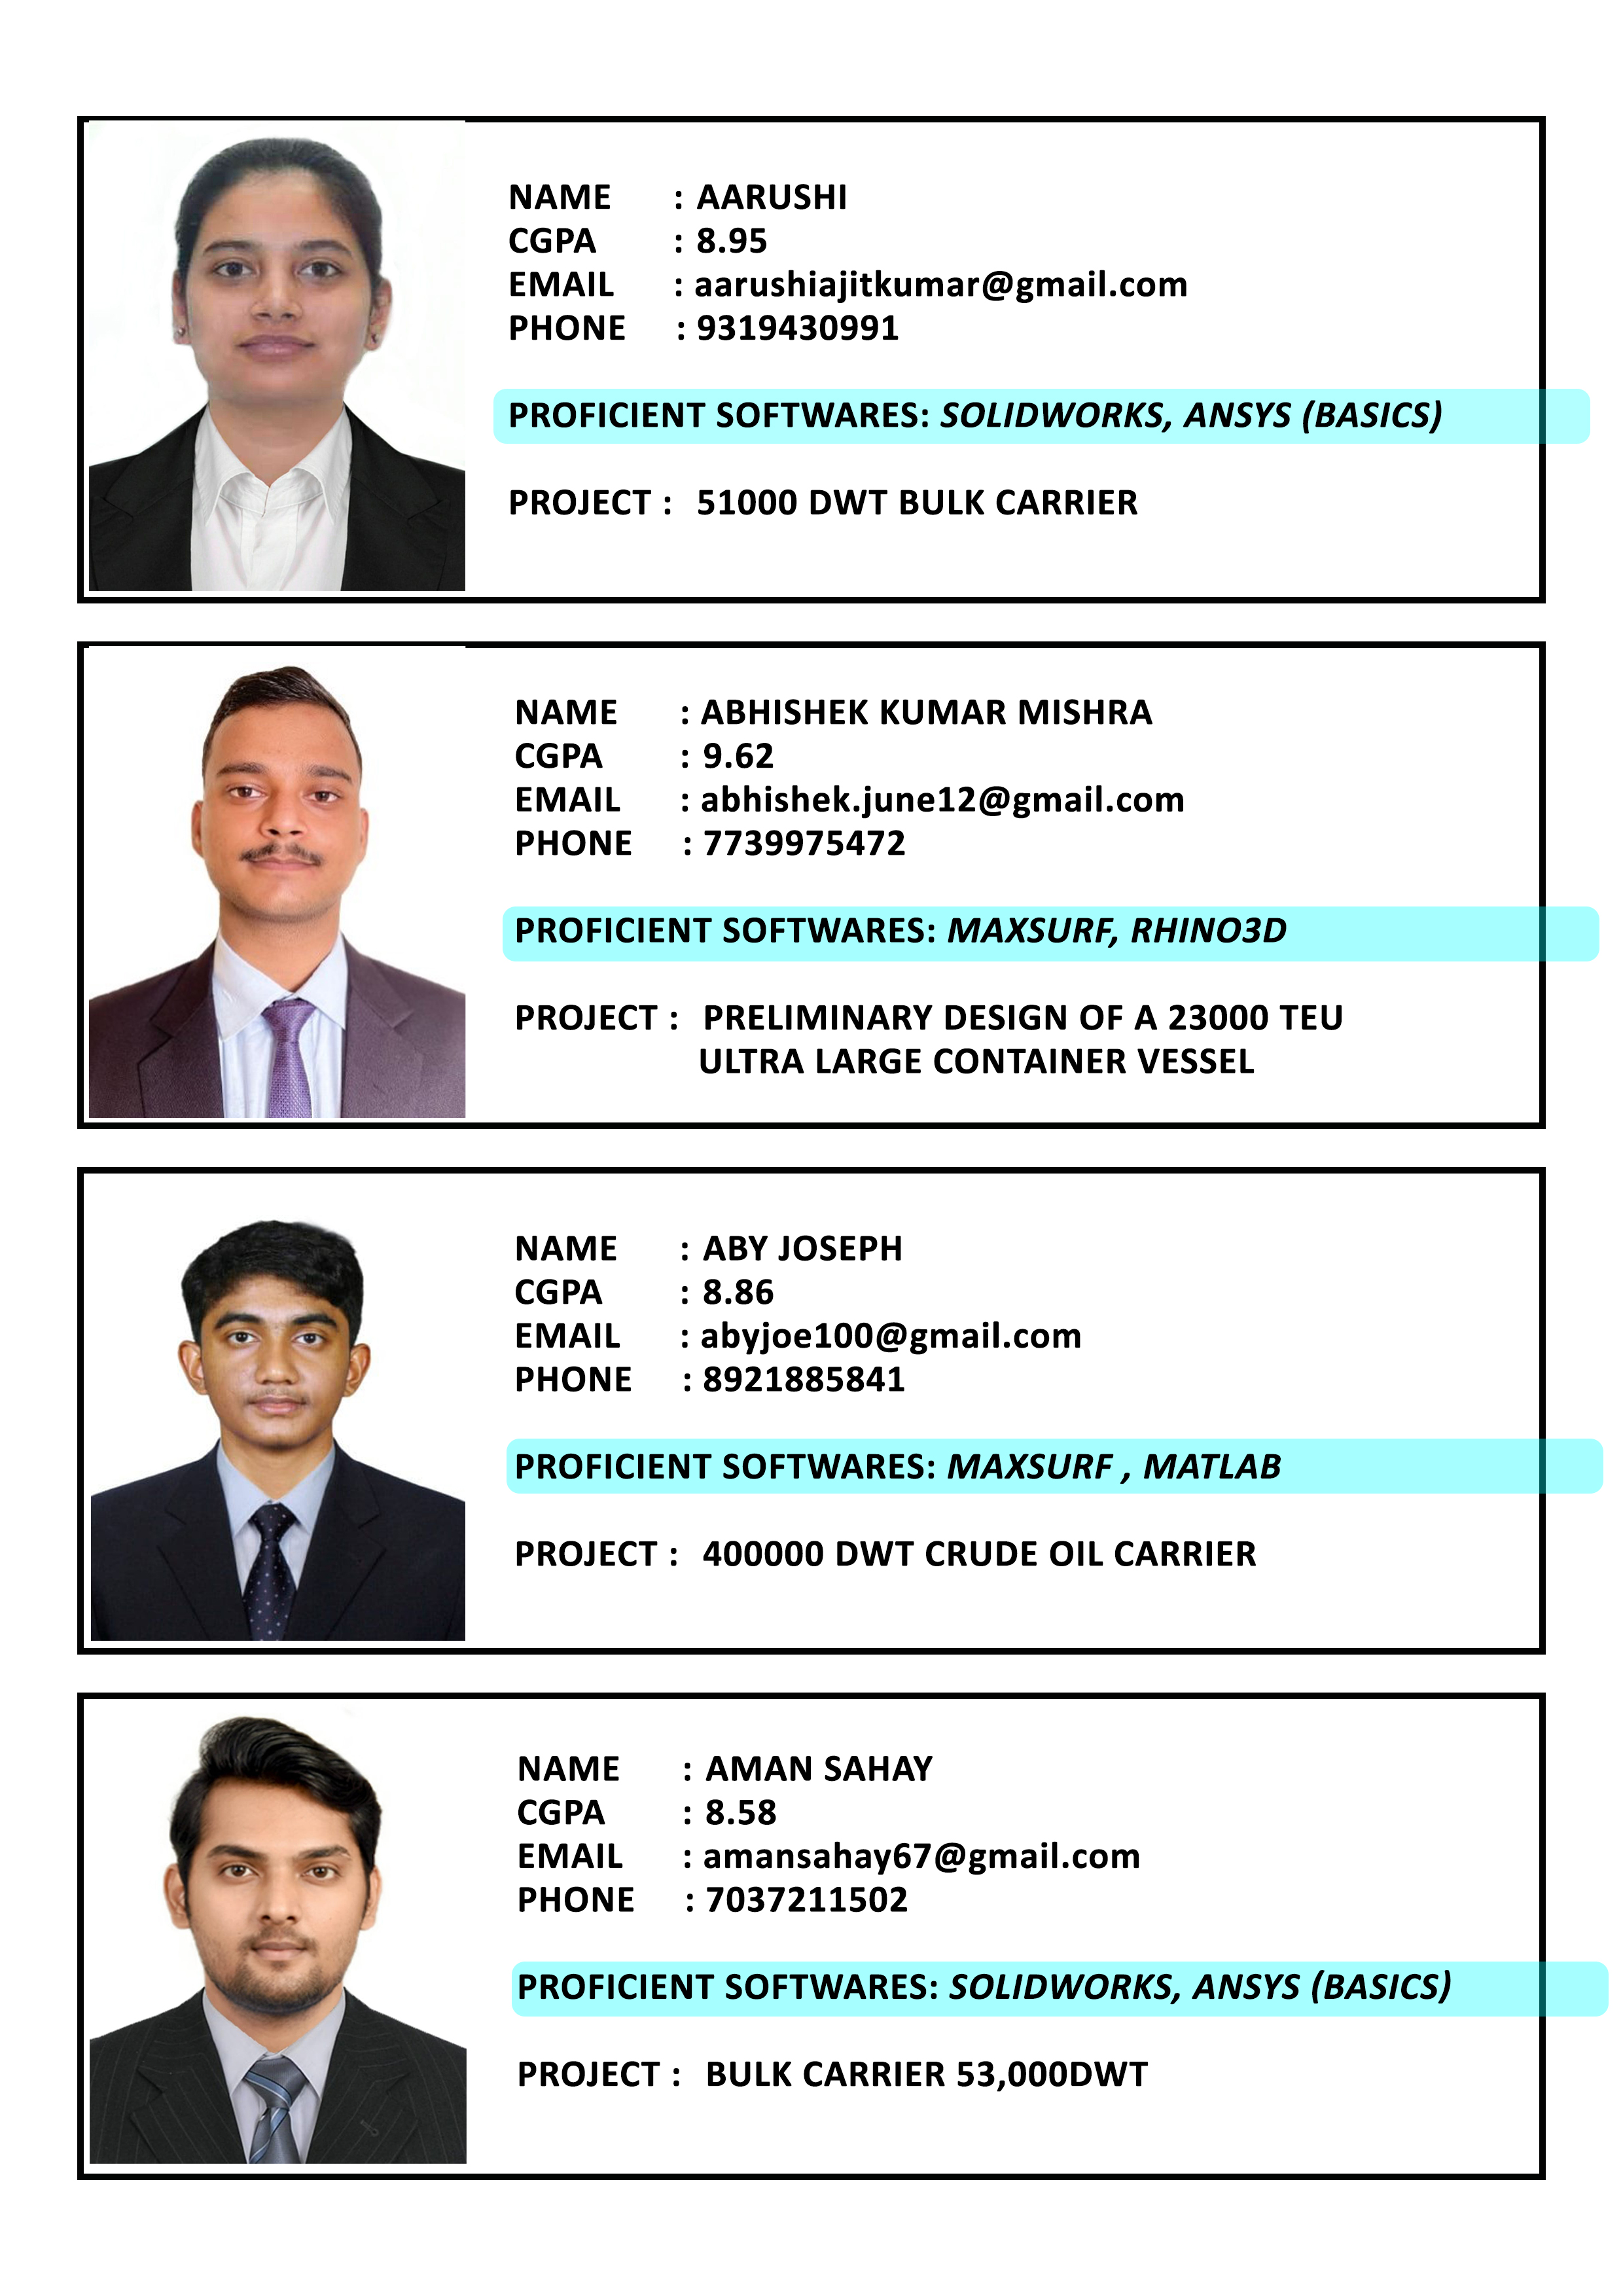 NAME : AARUSHI
CGPA : 8.95
EMAIL : aarushiajitkumar@gmail.com
PHONE : 9319430991
PROFICIENT SOFTWARES: SOLIDWORKS, ANSYS (BASICS)
PROJECT : 51000 DWT BULK CARRIER
NAME : ABHISHEK KUMAR MISHRA
CGPA : 9.62
EMAIL : abhishek.june12@gmail.com
PHONE : 7739975472
PROFICIENT SOFTWARES: MAXSURF, RHINO3D
PROJECT : PRELIMINARY DESIGN OF A 23000 TEU
ULTRA LARGE CONTAINER VESSEL
NAME : ABY JOSEPH
CGPA : 8.86
EMAIL : abyjoe100@gmail.com
PHONE : 8921885841
PROFICIENT SOFTWARES: MAXSURF , MATLAB
PROJECT : 400000 DWT CRUDE OIL CARRIER
NAME : AMAN SAHAY
CGPA : 8.58
EMAIL : amansahay67@gmail.com
PHONE : 7037211502
PROFICIENT SOFTWARES: SOLIDWORKS, ANSYS (BASICS)
PROJECT : BULK CARRIER 53,000DWT